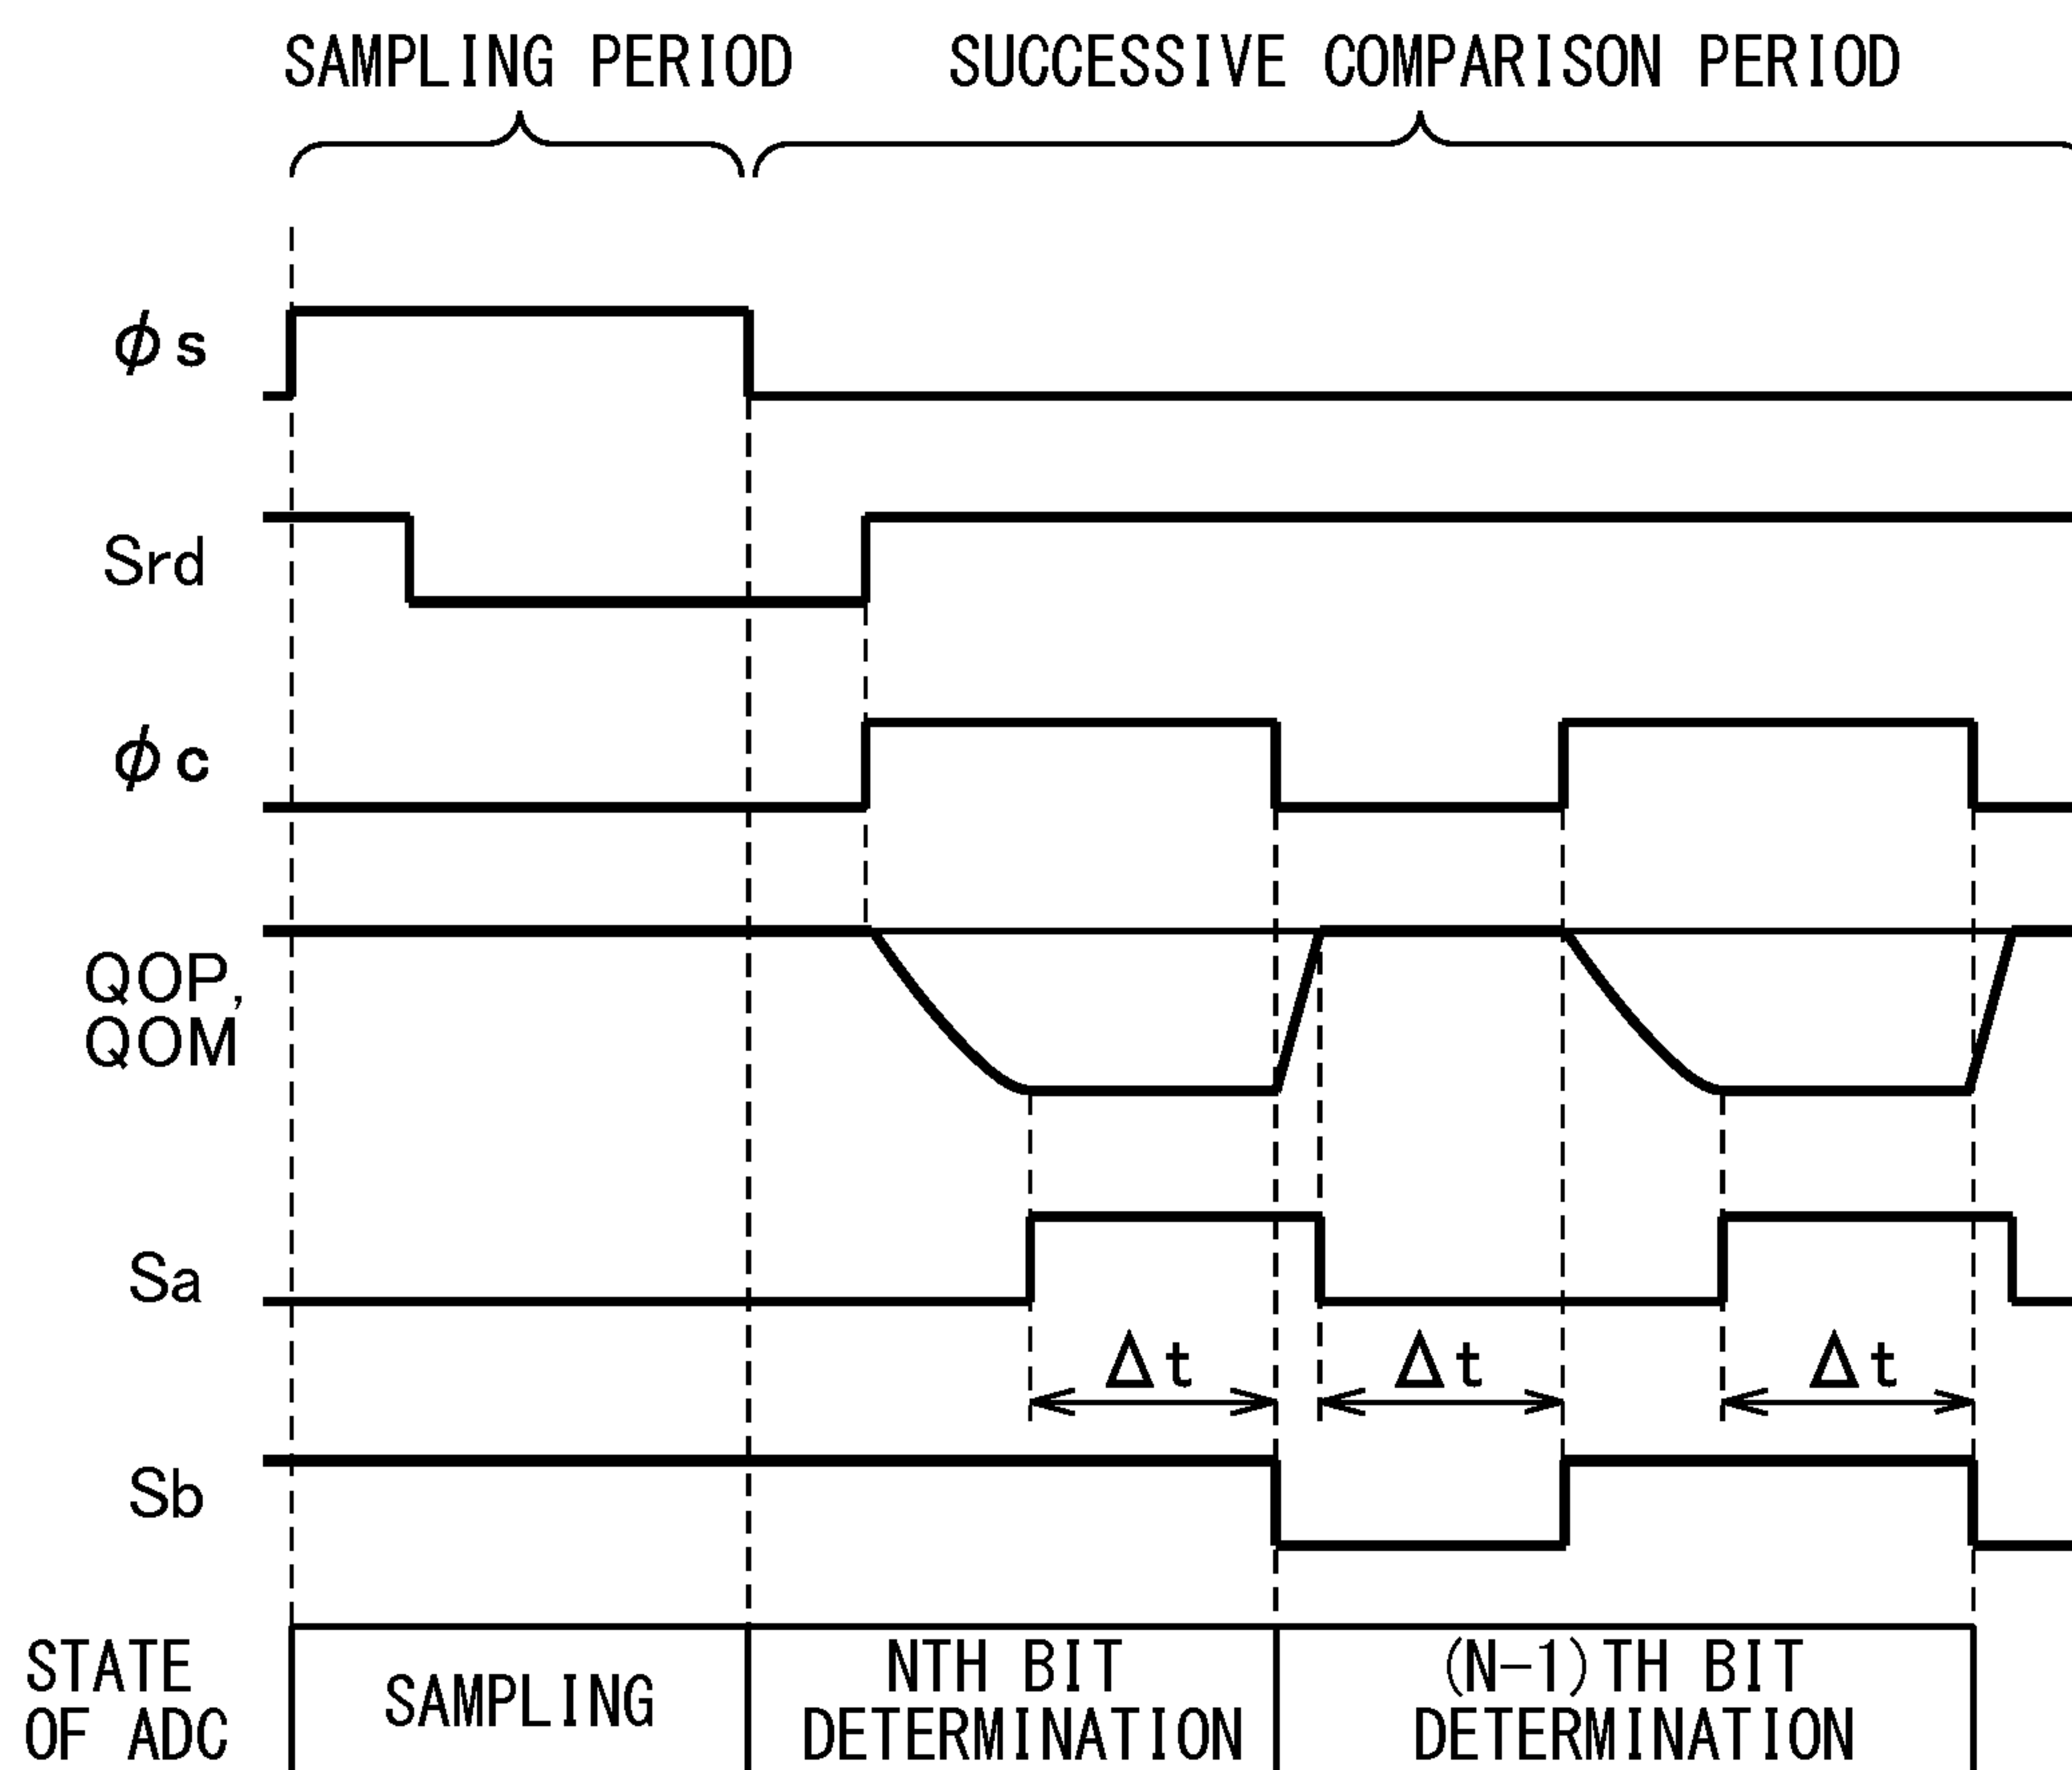 SAMPLING PERIOD SUCCESSIVE COMPARISON PERIOD
ϕs
Srd
ϕc
QOP,
QOM
Sa
Δt Δt Δt
Sb
STATE
OF ADC
SAMPLING
NTH BIT
DETERMINATION
(N-1)TH BIT
DETERMINATION